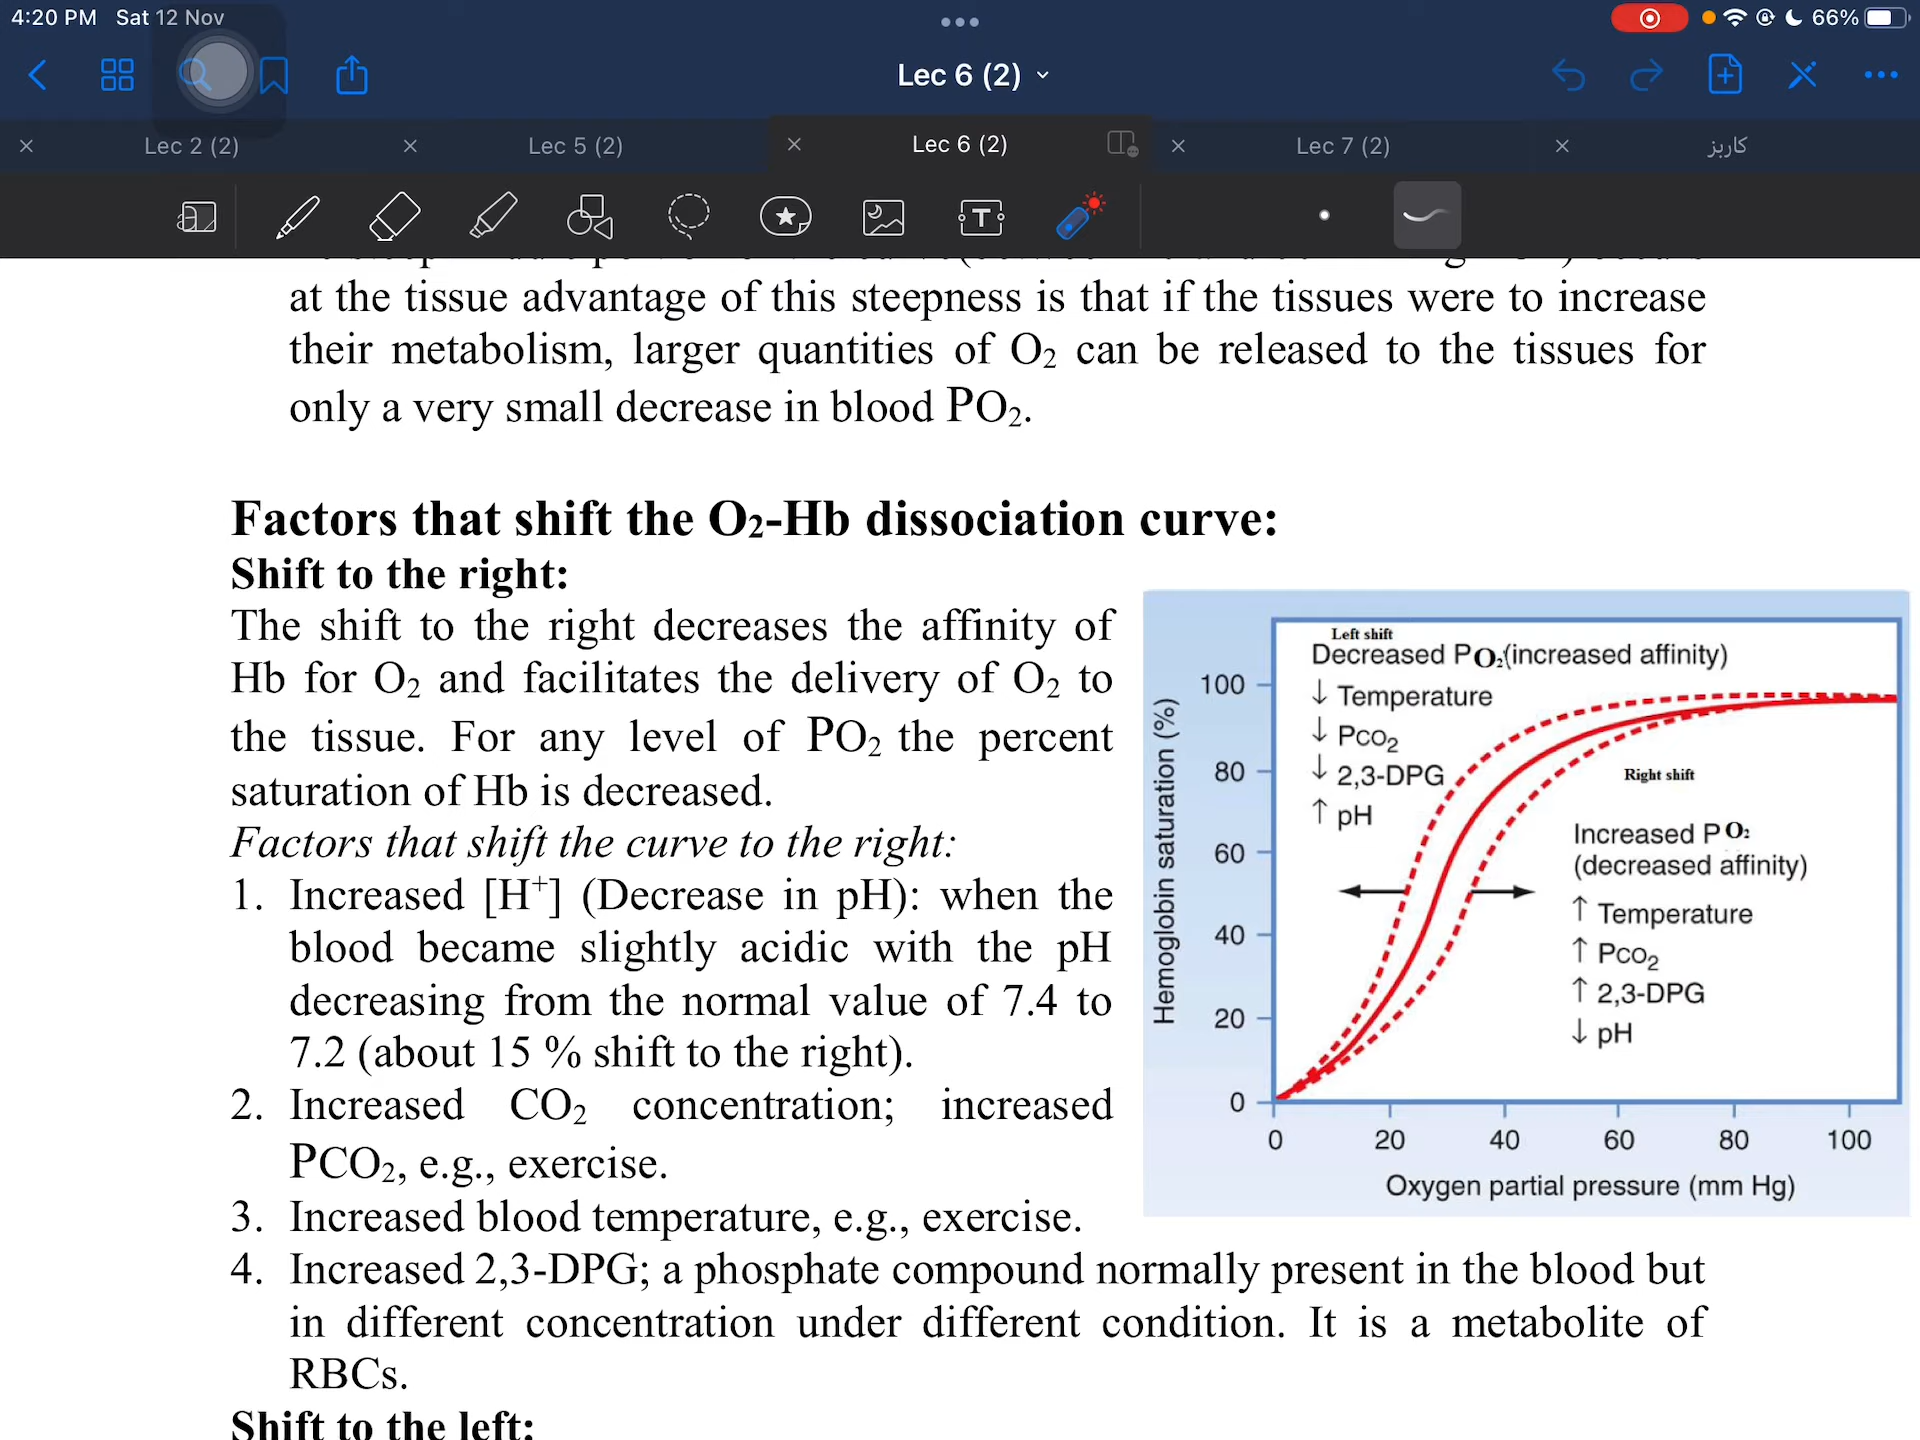 4:20 PM Sat 12 Nov
66%
Lec 6 (2)
Lec 2 (2)
Lec 5 (2)
Lec 6 (2)
Lec 7 (2)
كاربز
at the tissue advantage of this steepness is that if the tissues were to increase
their metabolism, larger quantities of O₂ can be released to the tissues for
only a very small decrease in blood PO₂.
Factors that shift the O₂-Hb dissociation curve:
Shift to the right:
The shift to the right decreases the affinity of
Hb for O₂ and facilitates the delivery of O₂ to
the tissue. For any level of PO₂ the percent
saturation of Hb is decreased.
Factors that shift the curve to the right:
1. Increased [H⁺] (Decrease in pH): when the
blood became slightly acidic with the pH
decreasing from the normal value of 7.4 to
7.2 (about 15 % shift to the right).
2. Increased CO₂ concentration; increased
PCO₂, e.g., exercise.
3. Increased blood temperature, e.g., exercise.
4. Increased 2,3-DPG; a phosphate compound normally present in the blood but
in different concentration under different condition. It is a metabolite of
RBCs.
Shift to the left:
Left shift
Decreased PO₂(increased affinity)
↓ Temperature
↓ PCO₂
↓ 2,3-DPG
↑ pH
Right shift
Increased PO₂
(decreased affinity)
↑ Temperature
↑ PCO₂
↑ 2,3-DPG
↓ pH
Hemoglobin saturation (%)
100
80
60
40
20
0
0 20 40 60 80 100
Oxygen partial pressure (mm Hg)